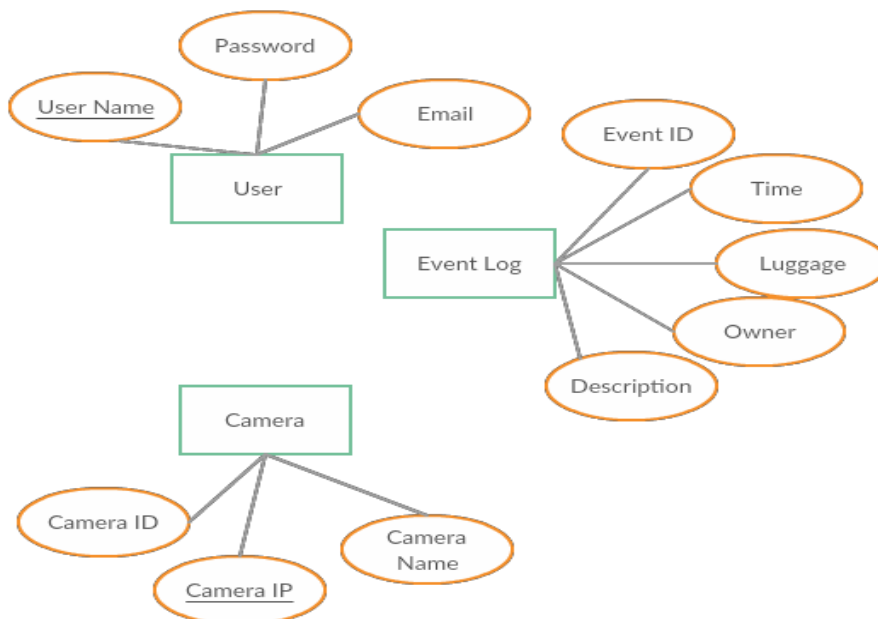 Password
User Name
Email
User
Event ID
Time
Event Log
Luggage
Owner
Description
Camera
Camera ID
Camera
Name
Camera IP